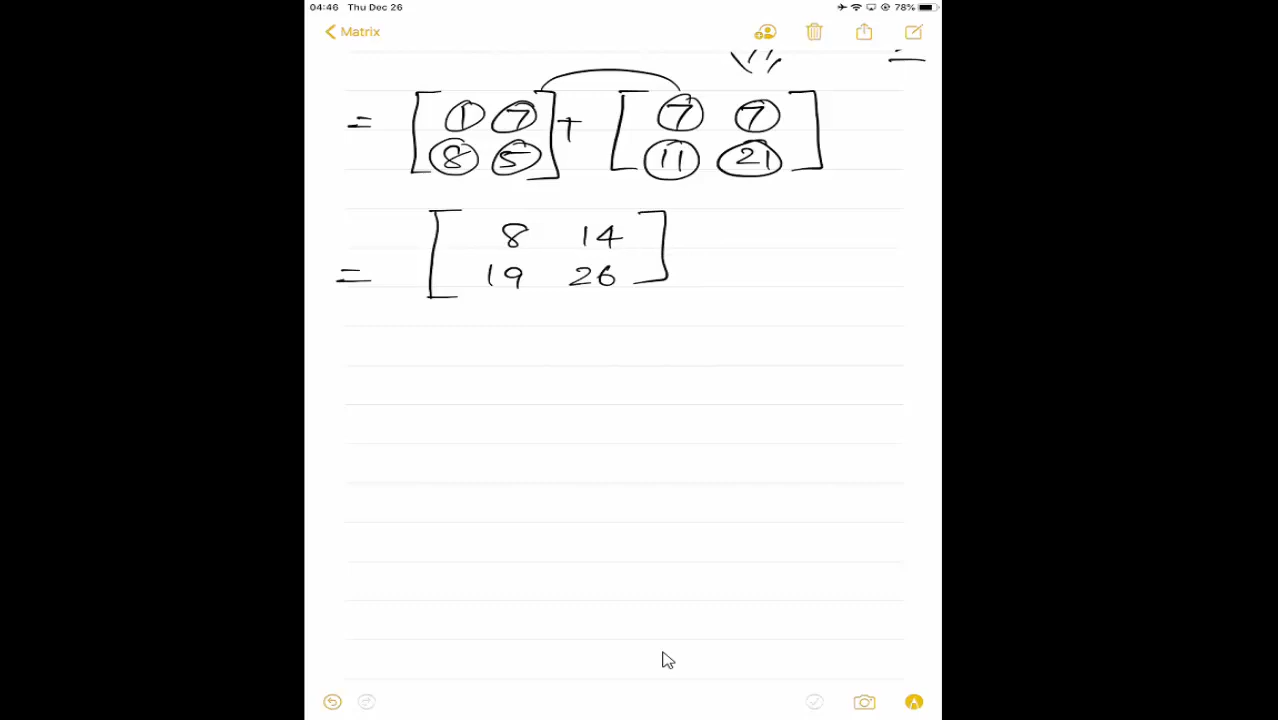 04:46 Thu Dec 26 78%
Matrix
= [ 1 7 ] + [ 7 7 ]
8 5 11 21
= [ 8 14 ]
19 26